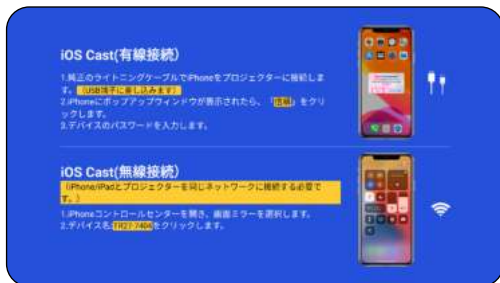 iOS Cast(有線接続)
1.純正のライトニングケーブルでiPhoneをプロジェクターに接続しま
す。(USB端子に差し込みます)
2.iPhoneにポップアップウィンドウが表示されたら、「信頼」をクリ
ックします。
3.デバイスのパスワードを入力します。
iOS Cast(無線接続)
(iPhone/iPadとプロジェクターを同じネットワークに接続する必要で
す。)
1.iPhoneコントロールセンターを開き、画面ミラーを選択します。
2.デバイス名:TR27-7404をクリックします。